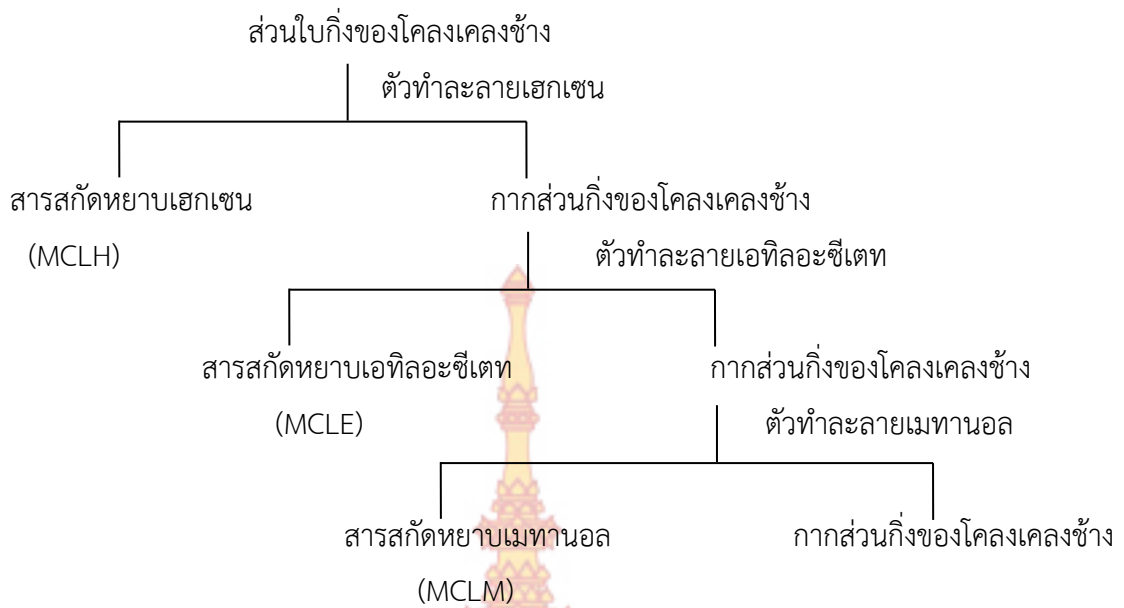 ส่วนใบกิ่งของโคลงเคลงช้าง
ตัวทำละลายเฮกเซน
สารสกัดหยาบเฮกเซน
(MCLH)
กากส่วนกิ่งของโคลงเคลงช้าง
ตัวทำละลายเอทิลอะซีเตท
สารสกัดหยาบเอทิลอะซีเตท
(MCLE)
กากส่วนกิ่งของโคลงเคลงช้าง
ตัวทำละลายเมทานอล
สารสกัดหยาบเมทานอล
(MCLM)
กากส่วนกิ่งของโคลงเคลงช้าง